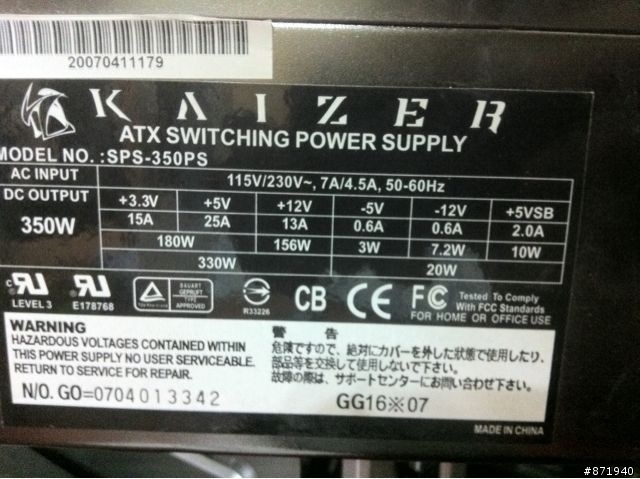 20070411179
KAIZER
ATX SWITCHING POWER SUPPLY
MODEL NO. :SPS-350PS
AC INPUT 115V/230V~, 7A/4.5A, 50-60Hz
DC OUTPUT +3.3V +5V +12V -5V -12V +5VSB
350W 15A 25A 13A 0.6A 0.6A 2.0A
180W 156W 3W 7.2W 10W
330W 20W
c RU US RU
LEVEL 3 E178768
BAUART GEPRÜFT TYPE APPROVED
R33226
CB CE FC Tested To Comply
With FCC Standards
FOR HOME OR OFFICE USE
WARNING
HAZARDOUS VOLTAGES CONTAINED WITHIN
THIS POWER SUPPLY NO USER SERVICEABLE.
RETURN TO SERVICE FOR REPAIR.
N/O. GO=0704013342
警 告
危険ですので、絶対にカバーを外した状態で使用したり、
部品等を交換して使用しないで下さい。
故障の際は、サポートセンターにお問い合わせ下さい。
GG16※07
MADE IN CHINA
#871940